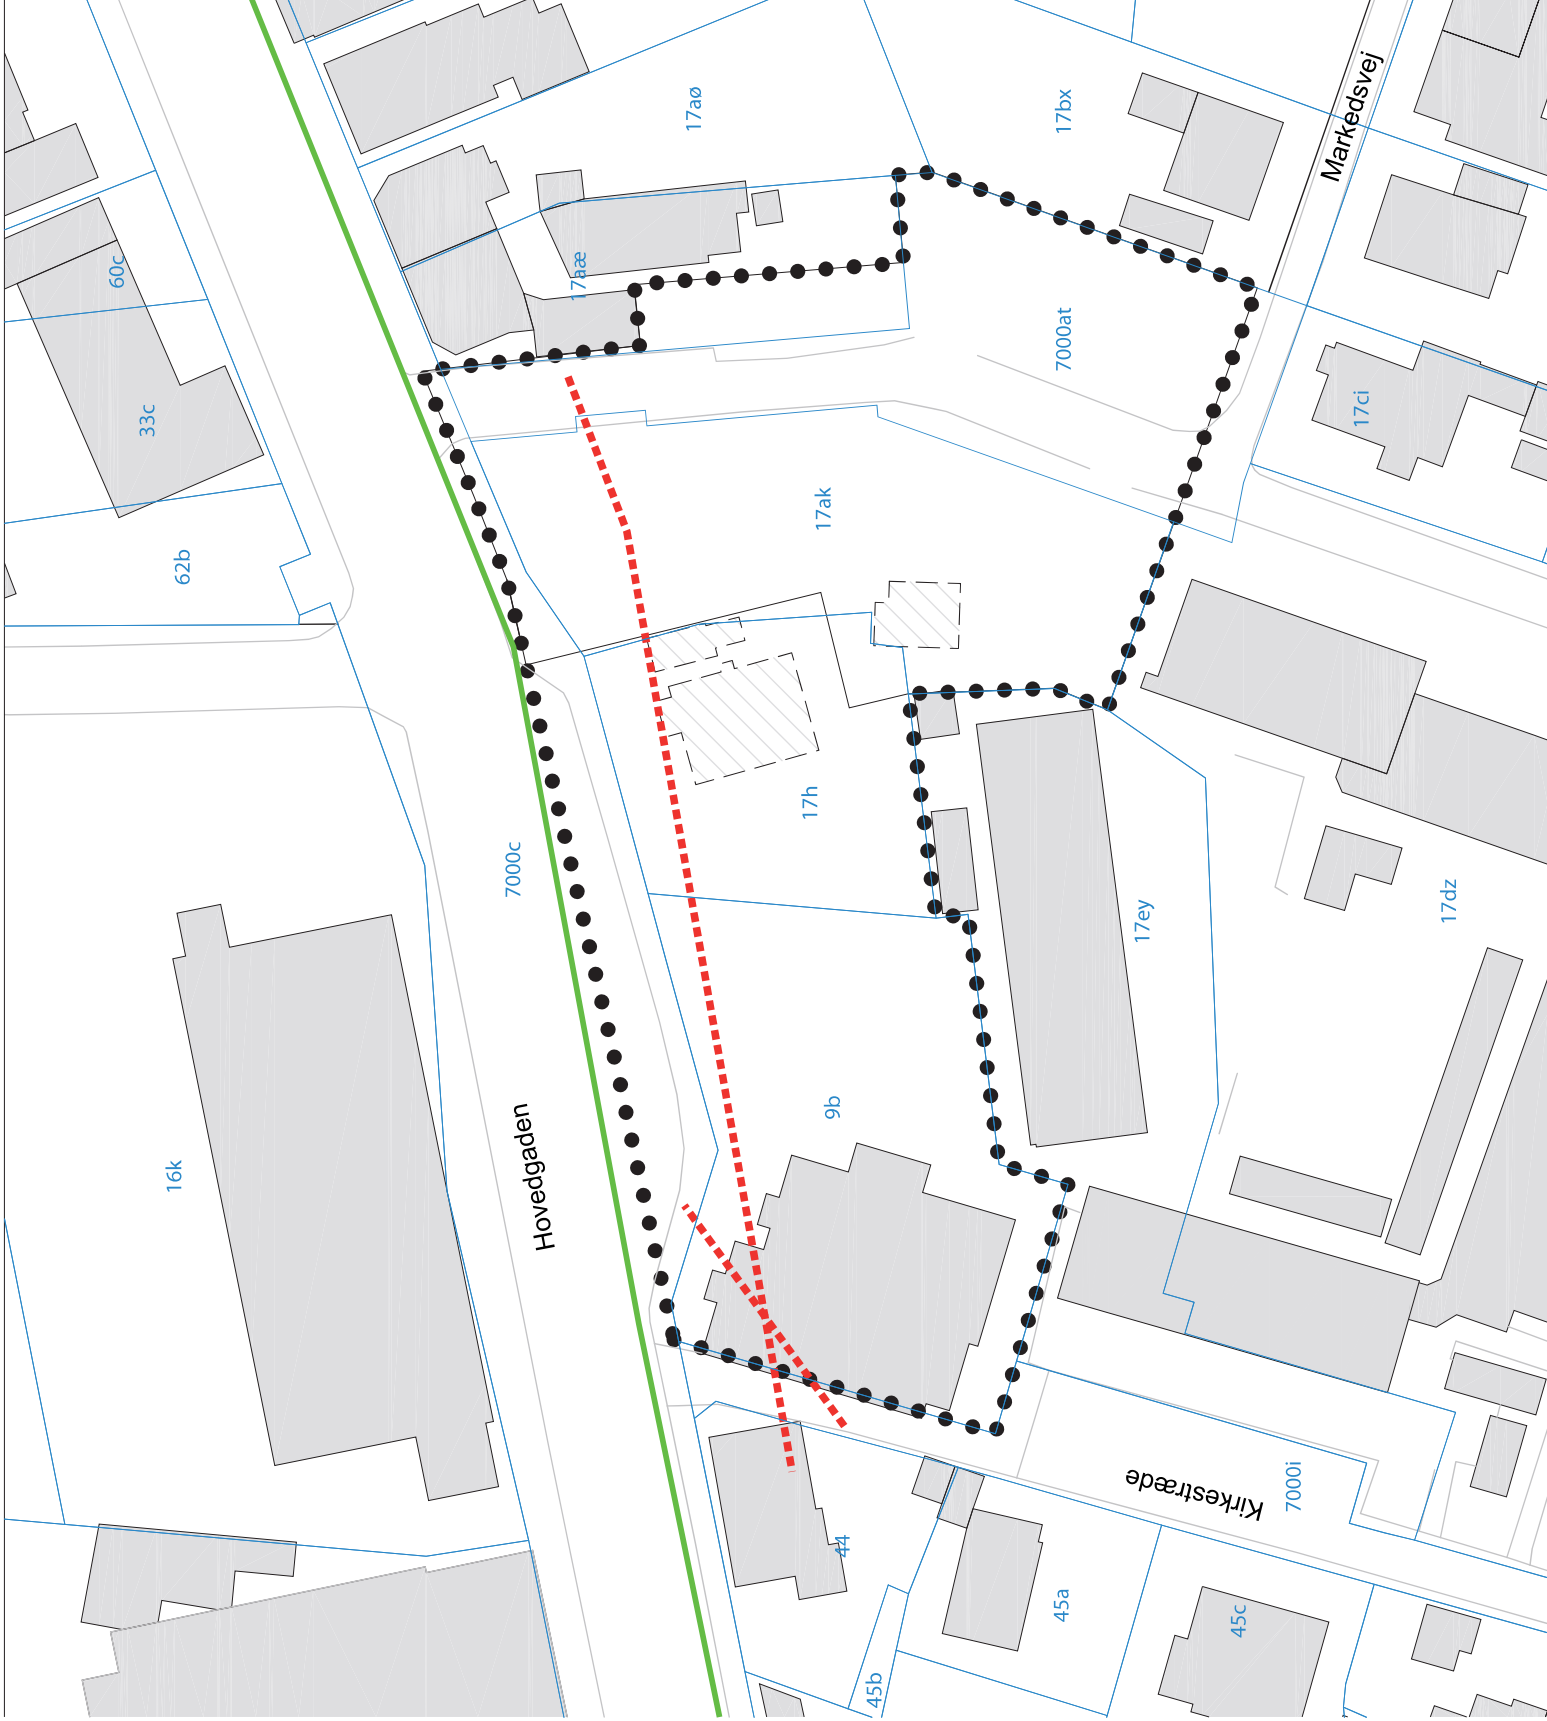 17aø
17bx
Markedsvej
60c
17aæ
7000at
33c
17ci
17ak
62b
17h
7000c
17ey
17dz
9b
16k
Hovedgaden
Kirkestræde
7000i
44
45a
45c
45b